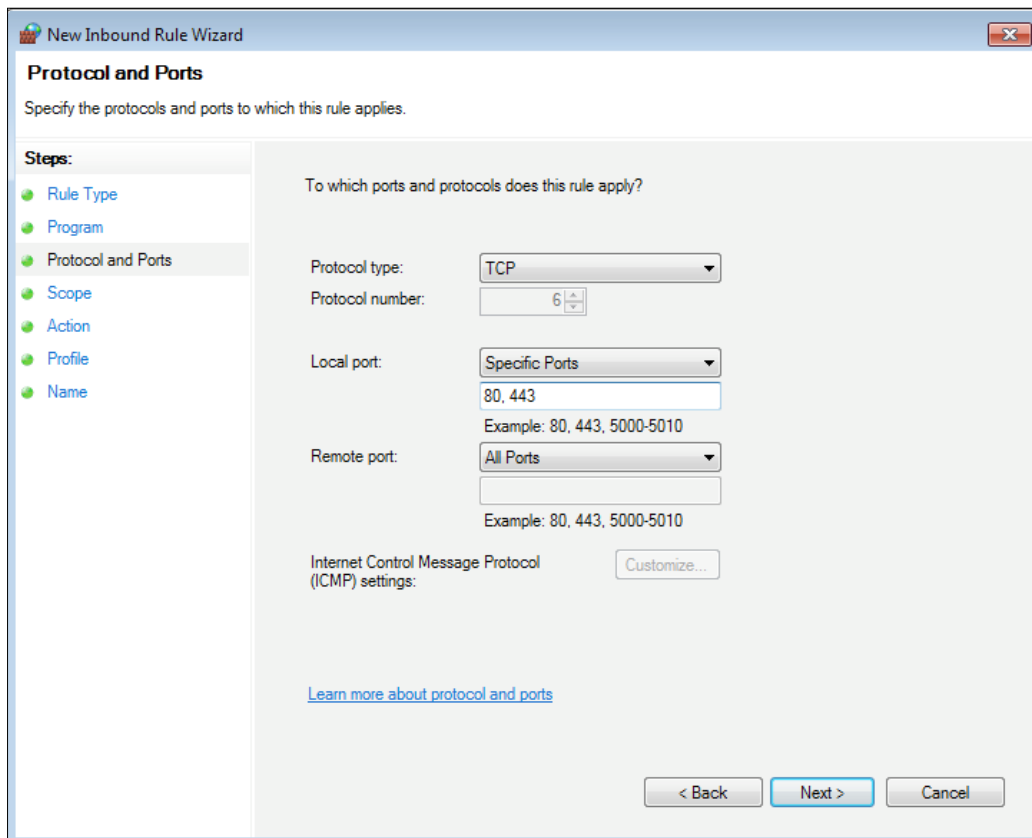 New Inbound Rule Wizard
Protocol and Ports
Specify the protocols and ports to which this rule applies.
Steps:
Rule Type
Program
Protocol and Ports
Scope
Action
Profile
Name
To which ports and protocols does this rule apply?
Protocol type: TCP
Protocol number: 6
Local port: Specific Ports
80, 443
Example: 80, 443, 5000-5010
Remote port: All Ports
Example: 80, 443, 5000-5010
Internet Control Message Protocol
(ICMP) settings:
Customize...
Learn more about protocol and ports
< Back Next > Cancel